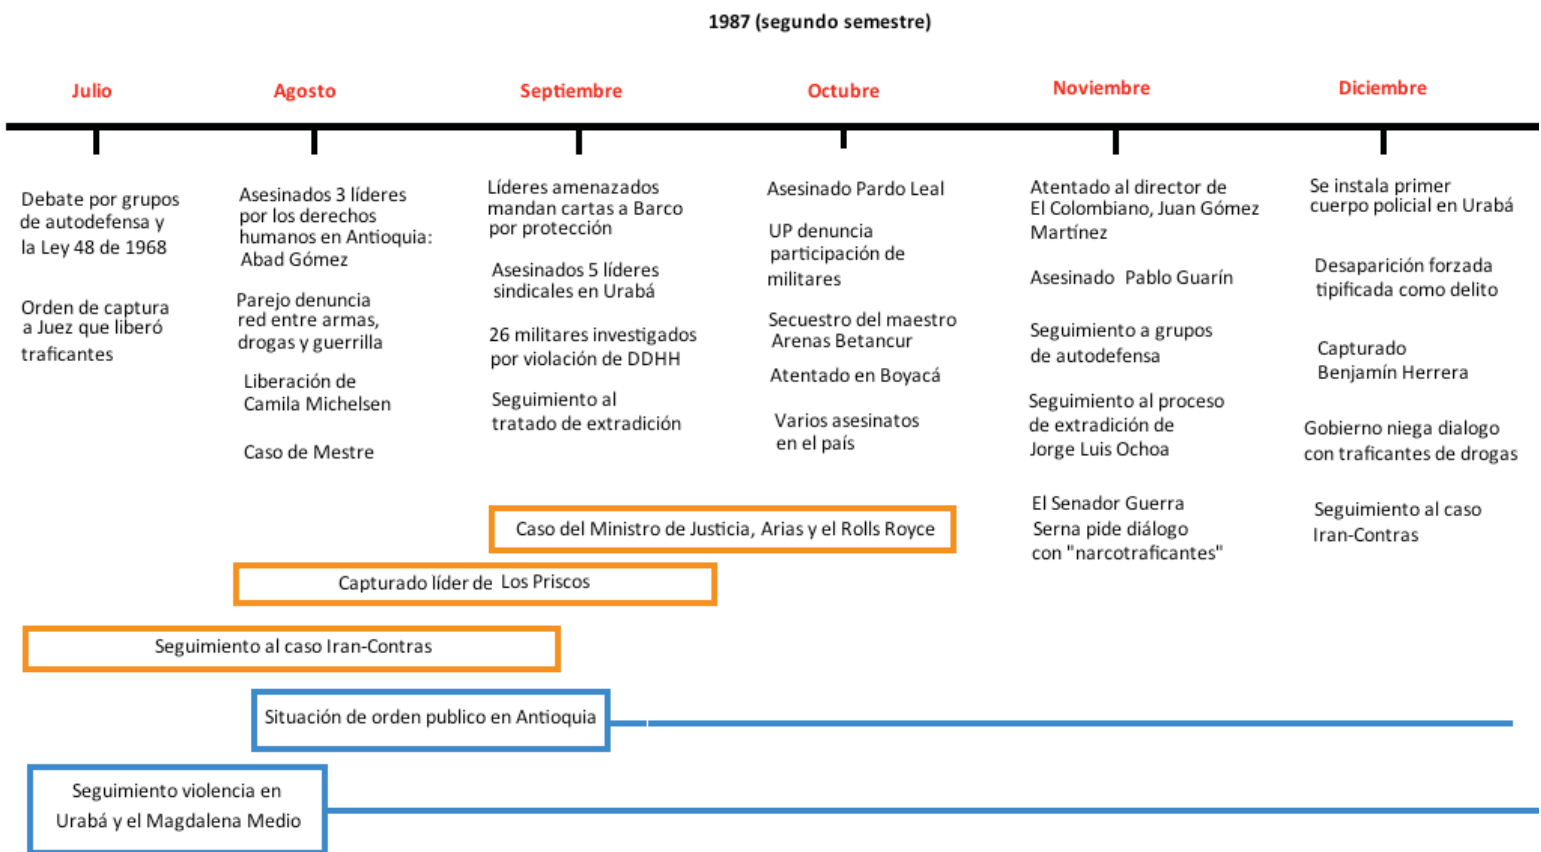 1987 (segundo semestre)
Julio
Agosto
Septiembre
Octubre
Noviembre
Diciembre
Debate por grupos
de autodefensa y
la Ley 48 de 1968
Orden de captura
a Juez que liberó
traficantes
Asesinados 3 líderes
por los derechos
humanos en Antioquia:
Abad Gómez
Parejo denuncia
red entre armas,
drogas y guerrilla
Liberación de
Camila Michelsen
Caso de Mestre
Líderes amenazados
mandan cartas a Barco
por protección
Asesinados 5 líderes
sindicales en Urabá
26 militares investigados
por violación de DDHH
Seguimiento al
tratado de extradición
Asesinado Pardo Leal
UP denuncia
participación de
militares
Secuestro del maestro
Arenas Betancur
Atentado en Boyacá
Varios asesinatos
en el país
Atentado al director de
El Colombiano, Juan Gómez
Martínez
Asesinado Pablo Guarín
Seguimiento a grupos
de autodefensa
Seguimiento al proceso
de extradición de
Jorge Luis Ochoa
El Senador Guerra
Serna pide diálogo
con "narcotraficantes"
Se instala primer
cuerpo policial en Urabá
Desaparición forzada
tipificada como delito
Capturado
Benjamín Herrera
Gobierno niega dialogo
con traficantes de drogas
Seguimiento al caso
Iran-Contras
Caso del Ministro de Justicia, Arias y el Rolls Royce
Capturado líder de Los Priscos
Seguimiento al caso Iran-Contras
Situación de orden publico en Antioquia
Seguimiento violencia en
Urabá y el Magdalena Medio